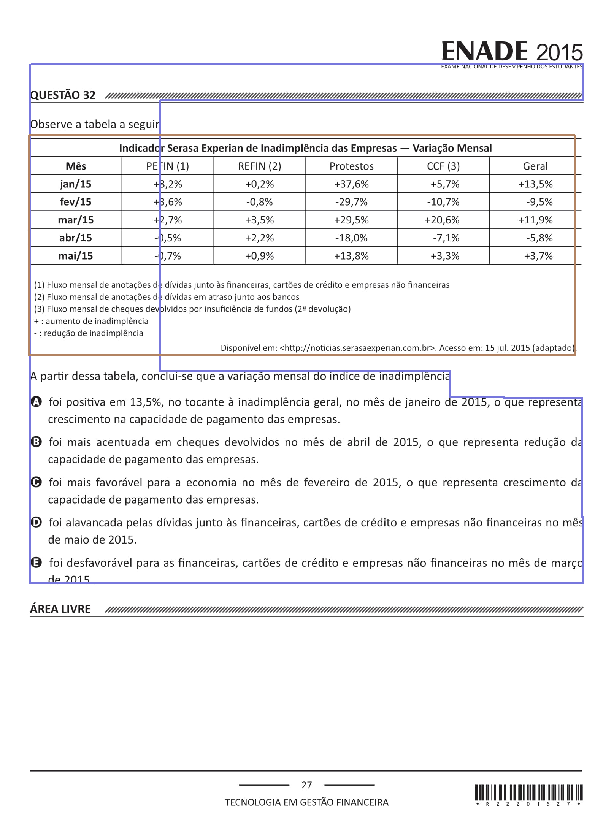 ENADE 2015
EXAME NACIONAL DE DESEMPENHO DOS ESTUDANTES
QUESTÃO 32
Observe a tabela a seguir
Indicador Serasa Experian de Inadimplência das Empresas — Variação Mensal
Mês PEFIN (1) REFIN (2) Protestos CCF (3) Geral
jan/15 +3,2% +0,2% +37,6% +5,7% +13,5%
fev/15 +3,6% -0,8% -29,7% -10,7% -9,5%
mar/15 +2,7% +3,5% +29,5% +20,6% +11,9%
abr/15 -0,5% +2,2% -18,0% -7,1% -5,8%
mai/15 -0,7% +0,9% +13,8% +3,3% +3,7%
(1) Fluxo mensal de anotações de dívidas junto às financeiras, cartões de crédito e empresas não financeiras
(2) Fluxo mensal de anotações de dívidas em atraso junto aos bancos
(3) Fluxo mensal de cheques devolvidos por insuficiência de fundos (2ª devolução)
+ : aumento de inadimplência
- : redução de inadimplência
Disponível em: <http://noticias.serasaexperian.com.br>. Acesso em: 15 jul. 2015 (adaptado)
A partir dessa tabela, conclui-se que a variação mensal do índice de inadimplência
A foi positiva em 13,5%, no tocante à inadimplência geral, no mês de janeiro de 2015, o que representa
crescimento na capacidade de pagamento das empresas.
B foi mais acentuada em cheques devolvidos no mês de abril de 2015, o que representa redução da
capacidade de pagamento das empresas.
C foi mais favorável para a economia no mês de fevereiro de 2015, o que representa crescimento da
capacidade de pagamento das empresas.
D foi alavancada pelas dívidas junto às financeiras, cartões de crédito e empresas não financeiras no mês
de maio de 2015.
E foi desfavorável para as financeiras, cartões de crédito e empresas não financeiras no mês de março
de 2015
ÁREA LIVRE
27
TECNOLOGIA EM GESTÃO FINANCEIRA
*R22201527*